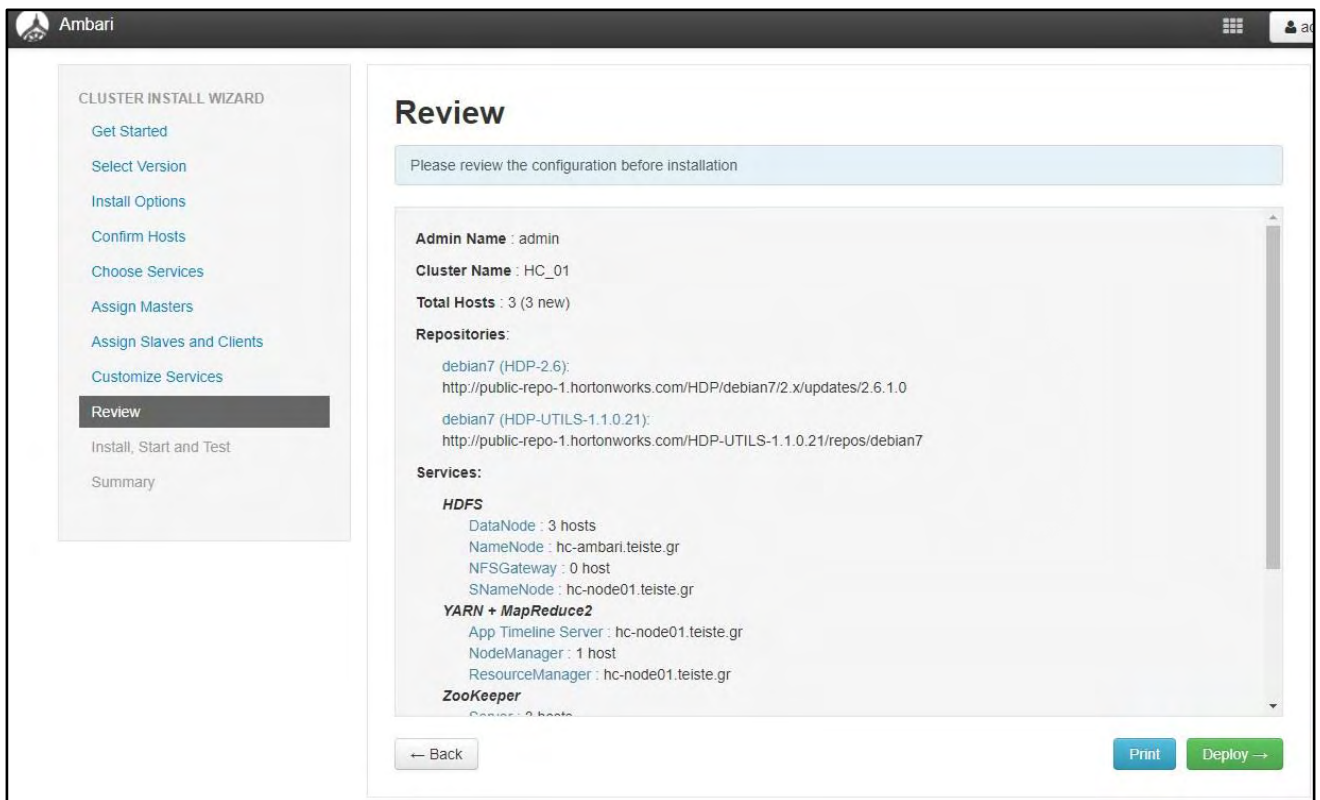 Ambari
CLUSTER INSTALL WIZARD
Get Started
Select Version
Install Options
Confirm Hosts
Choose Services
Assign Masters
Assign Slaves and Clients
Customize Services
Review
Install, Start and Test
Summary
Review
Please review the configuration before installation
Admin Name : admin
Cluster Name : HC_01
Total Hosts : 3 (3 new)
Repositories:
debian7 (HDP-2.6):
http://public-repo-1.hortonworks.com/HDP/debian7/2.x/updates/2.6.1.0
debian7 (HDP-UTILS-1.1.0.21):
http://public-repo-1.hortonworks.com/HDP-UTILS-1.1.0.21/repos/debian7
Services:
HDFS
DataNode : 3 hosts
NameNode : hc-ambari.teiste.gr
NFSGateway : 0 host
SNameNode : hc-node01.teiste.gr
YARN + MapReduce2
App Timeline Server : hc-node01.teiste.gr
NodeManager : 1 host
ResourceManager : hc-node01.teiste.gr
ZooKeeper
← Back
Print
Deploy →